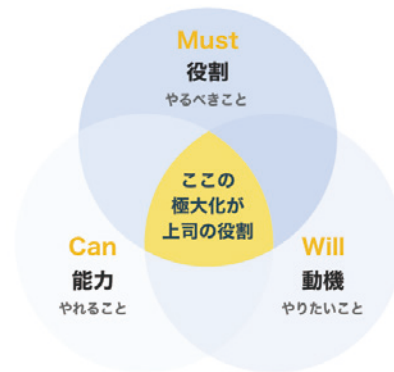 Must
役割
やるべきこと
ここの
極大化が
上司の役割
Can
能力
やれること
Will
動機
やりたいこと